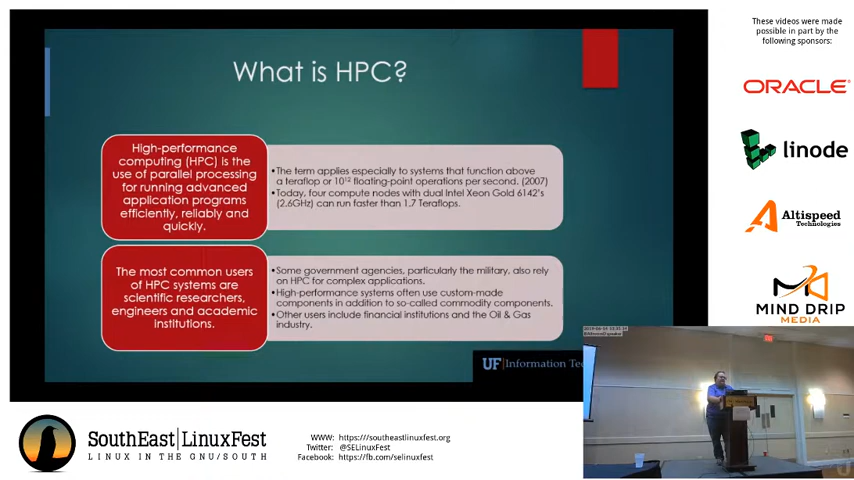 What is HPC?
High-performance
computing (HPC) is the
use of parallel processing
for running advanced
application programs
efficiently, reliably and
quickly.
•The term applies especially to systems that function above
a teraflop or 10¹² floating-point operations per second. (2007)
•Today, four compute nodes with dual Intel Xeon Gold 6142's
(2.6GHz) can run faster than 1.7 Teraflops.
The most common users
of HPC systems are
scientific researchers,
engineers and academic
institutions.
•Some government agencies, particularly the military, also rely
on HPC for complex applications.
•High-performance systems often use custom-made
components in addition to so-called commodity components.
•Other users include financial institutions and the Oil & Gas
industry.
UF Information Te
These videos were made
possible in part by the
following sponsors:
ORACLE
linode
Altispeed
Technologies
MIND DRIP
MEDIA
SouthEast LinuxFest
LINUX IN THE GNU/SOUTH
WWW: https://southeastlinuxfest.org
Twitter: @SELinuxFest
Facebook: https://fb.com/selinuxfest